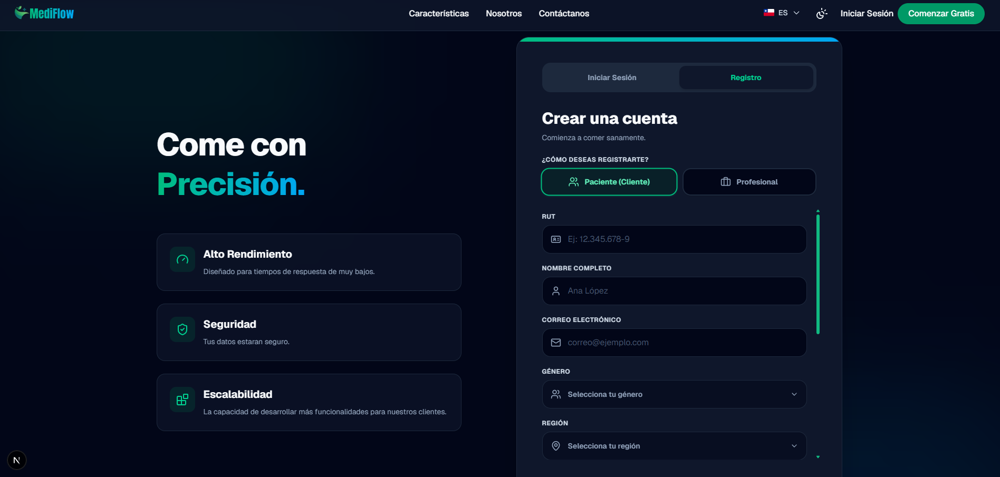 MediFlow
Características
Nosotros
Contáctanos
ES
Iniciar Sesión
Comenzar Gratis
Come con
Precisión.
Alto Rendimiento
Diseñado para tiempos de respuesta de muy bajos.
Seguridad
Tus datos estaran seguro.
Escalabilidad
La capacidad de desarrollar más funcionalidades para nuestros clientes.
N
Iniciar Sesión
Registro
Crear una cuenta
Comienza a comer sanamente.
¿CÓMO DESEAS REGISTRARTE?
Paciente (Cliente)
Profesional
RUT
Ej: 12.345.678-9
NOMBRE COMPLETO
Ana López
CORREO ELECTRÓNICO
correo@ejemplo.com
GÉNERO
Selecciona tu género
REGIÓN
Selecciona tu región